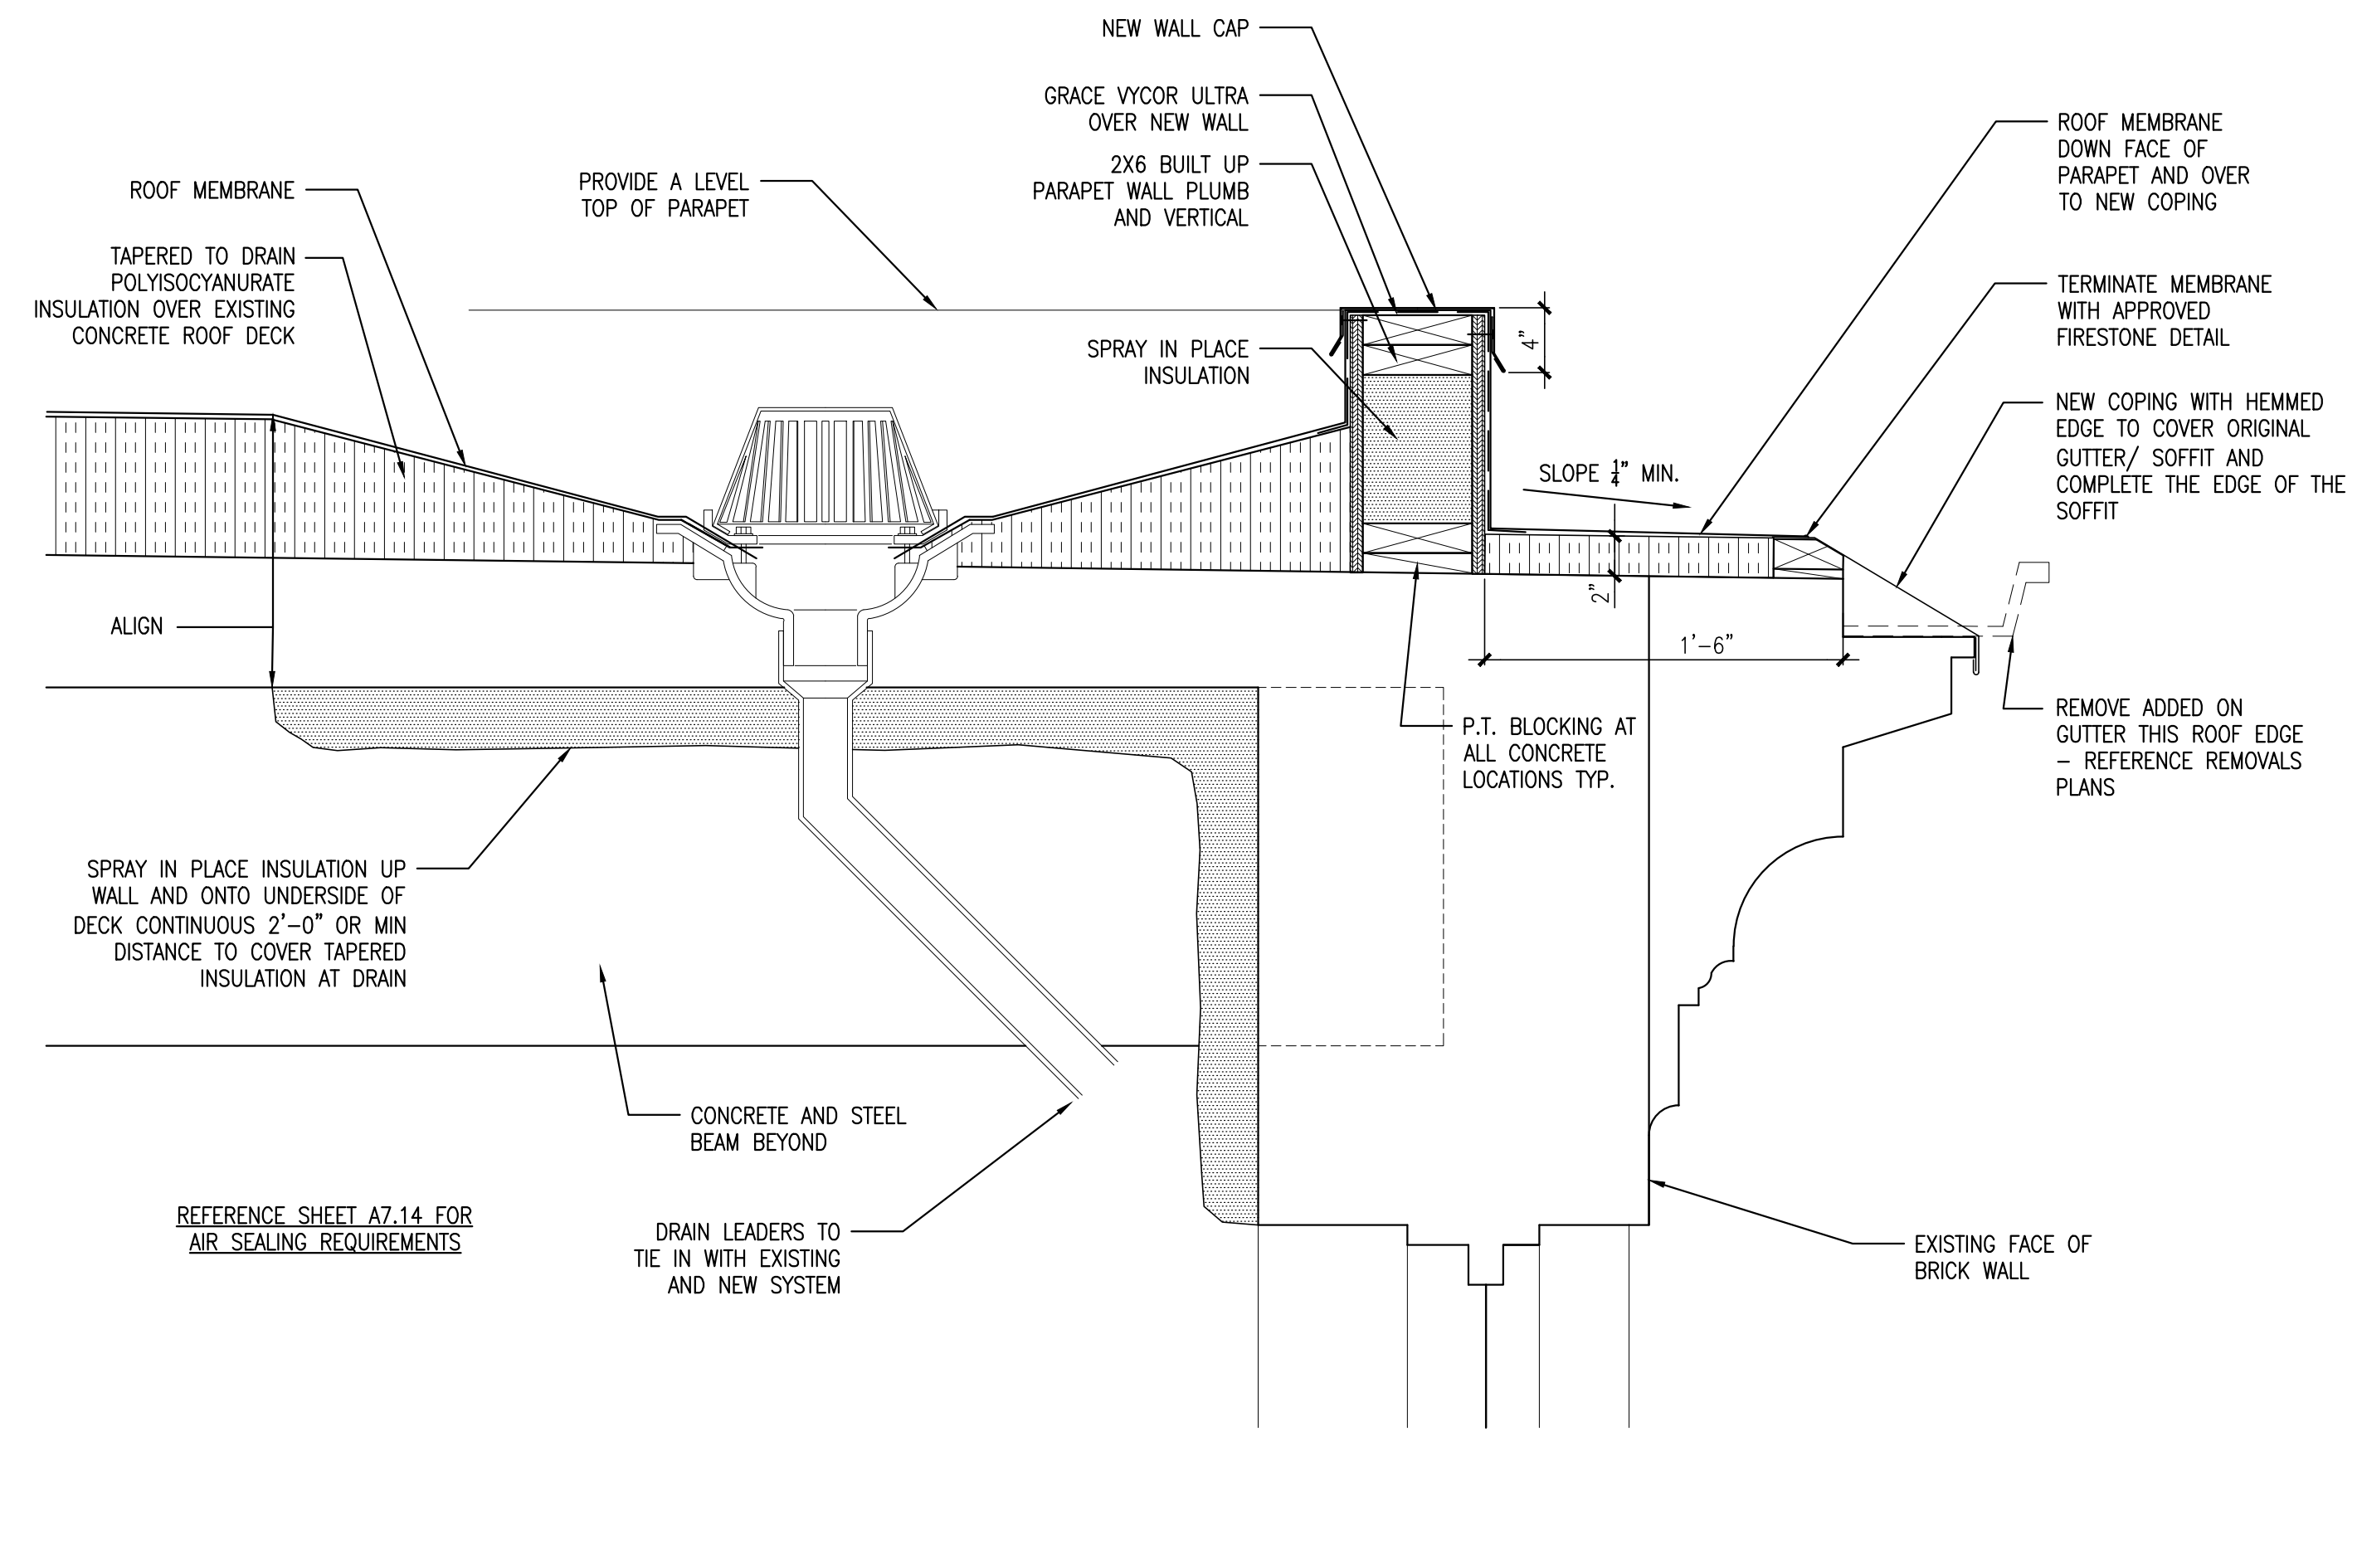 NEW WALL CAP
GRACE VYCOR ULTRA
OVER NEW WALL
2X6 BUILT UP
PARAPET WALL PLUMB
AND VERTICAL
ROOF MEMBRANE
DOWN FACE OF
PARAPET AND OVER
TO NEW COPING
PROVIDE A LEVEL
TOP OF PARAPET
ROOF MEMBRANE
TAPERED TO DRAIN
POLYISOCYANURATE
INSULATION OVER EXISTING
CONCRETE ROOF DECK
TERMINATE MEMBRANE
WITH APPROVED
FIRESTONE DETAIL
SPRAY IN PLACE
INSULATION
4"
NEW COPING WITH HEMMED
EDGE TO COVER ORIGINAL
GUTTER/ SOFFIT AND
COMPLETE THE EDGE OF THE
SOFFIT
SLOPE 1/4" MIN.
2"
ALIGN
1'-6"
P.T. BLOCKING AT
ALL CONCRETE
LOCATIONS TYP.
REMOVE ADDED ON
GUTTER THIS ROOF EDGE
– REFERENCE REMOVALS
PLANS
SPRAY IN PLACE INSULATION UP
WALL AND ONTO UNDERSIDE OF
DECK CONTINUOUS 2'-0" OR MIN
DISTANCE TO COVER TAPERED
INSULATION AT DRAIN
CONCRETE AND STEEL
BEAM BEYOND
REFERENCE SHEET A7.14 FOR
AIR SEALING REQUIREMENTS
DRAIN LEADERS TO
TIE IN WITH EXISTING
AND NEW SYSTEM
EXISTING FACE OF
BRICK WALL